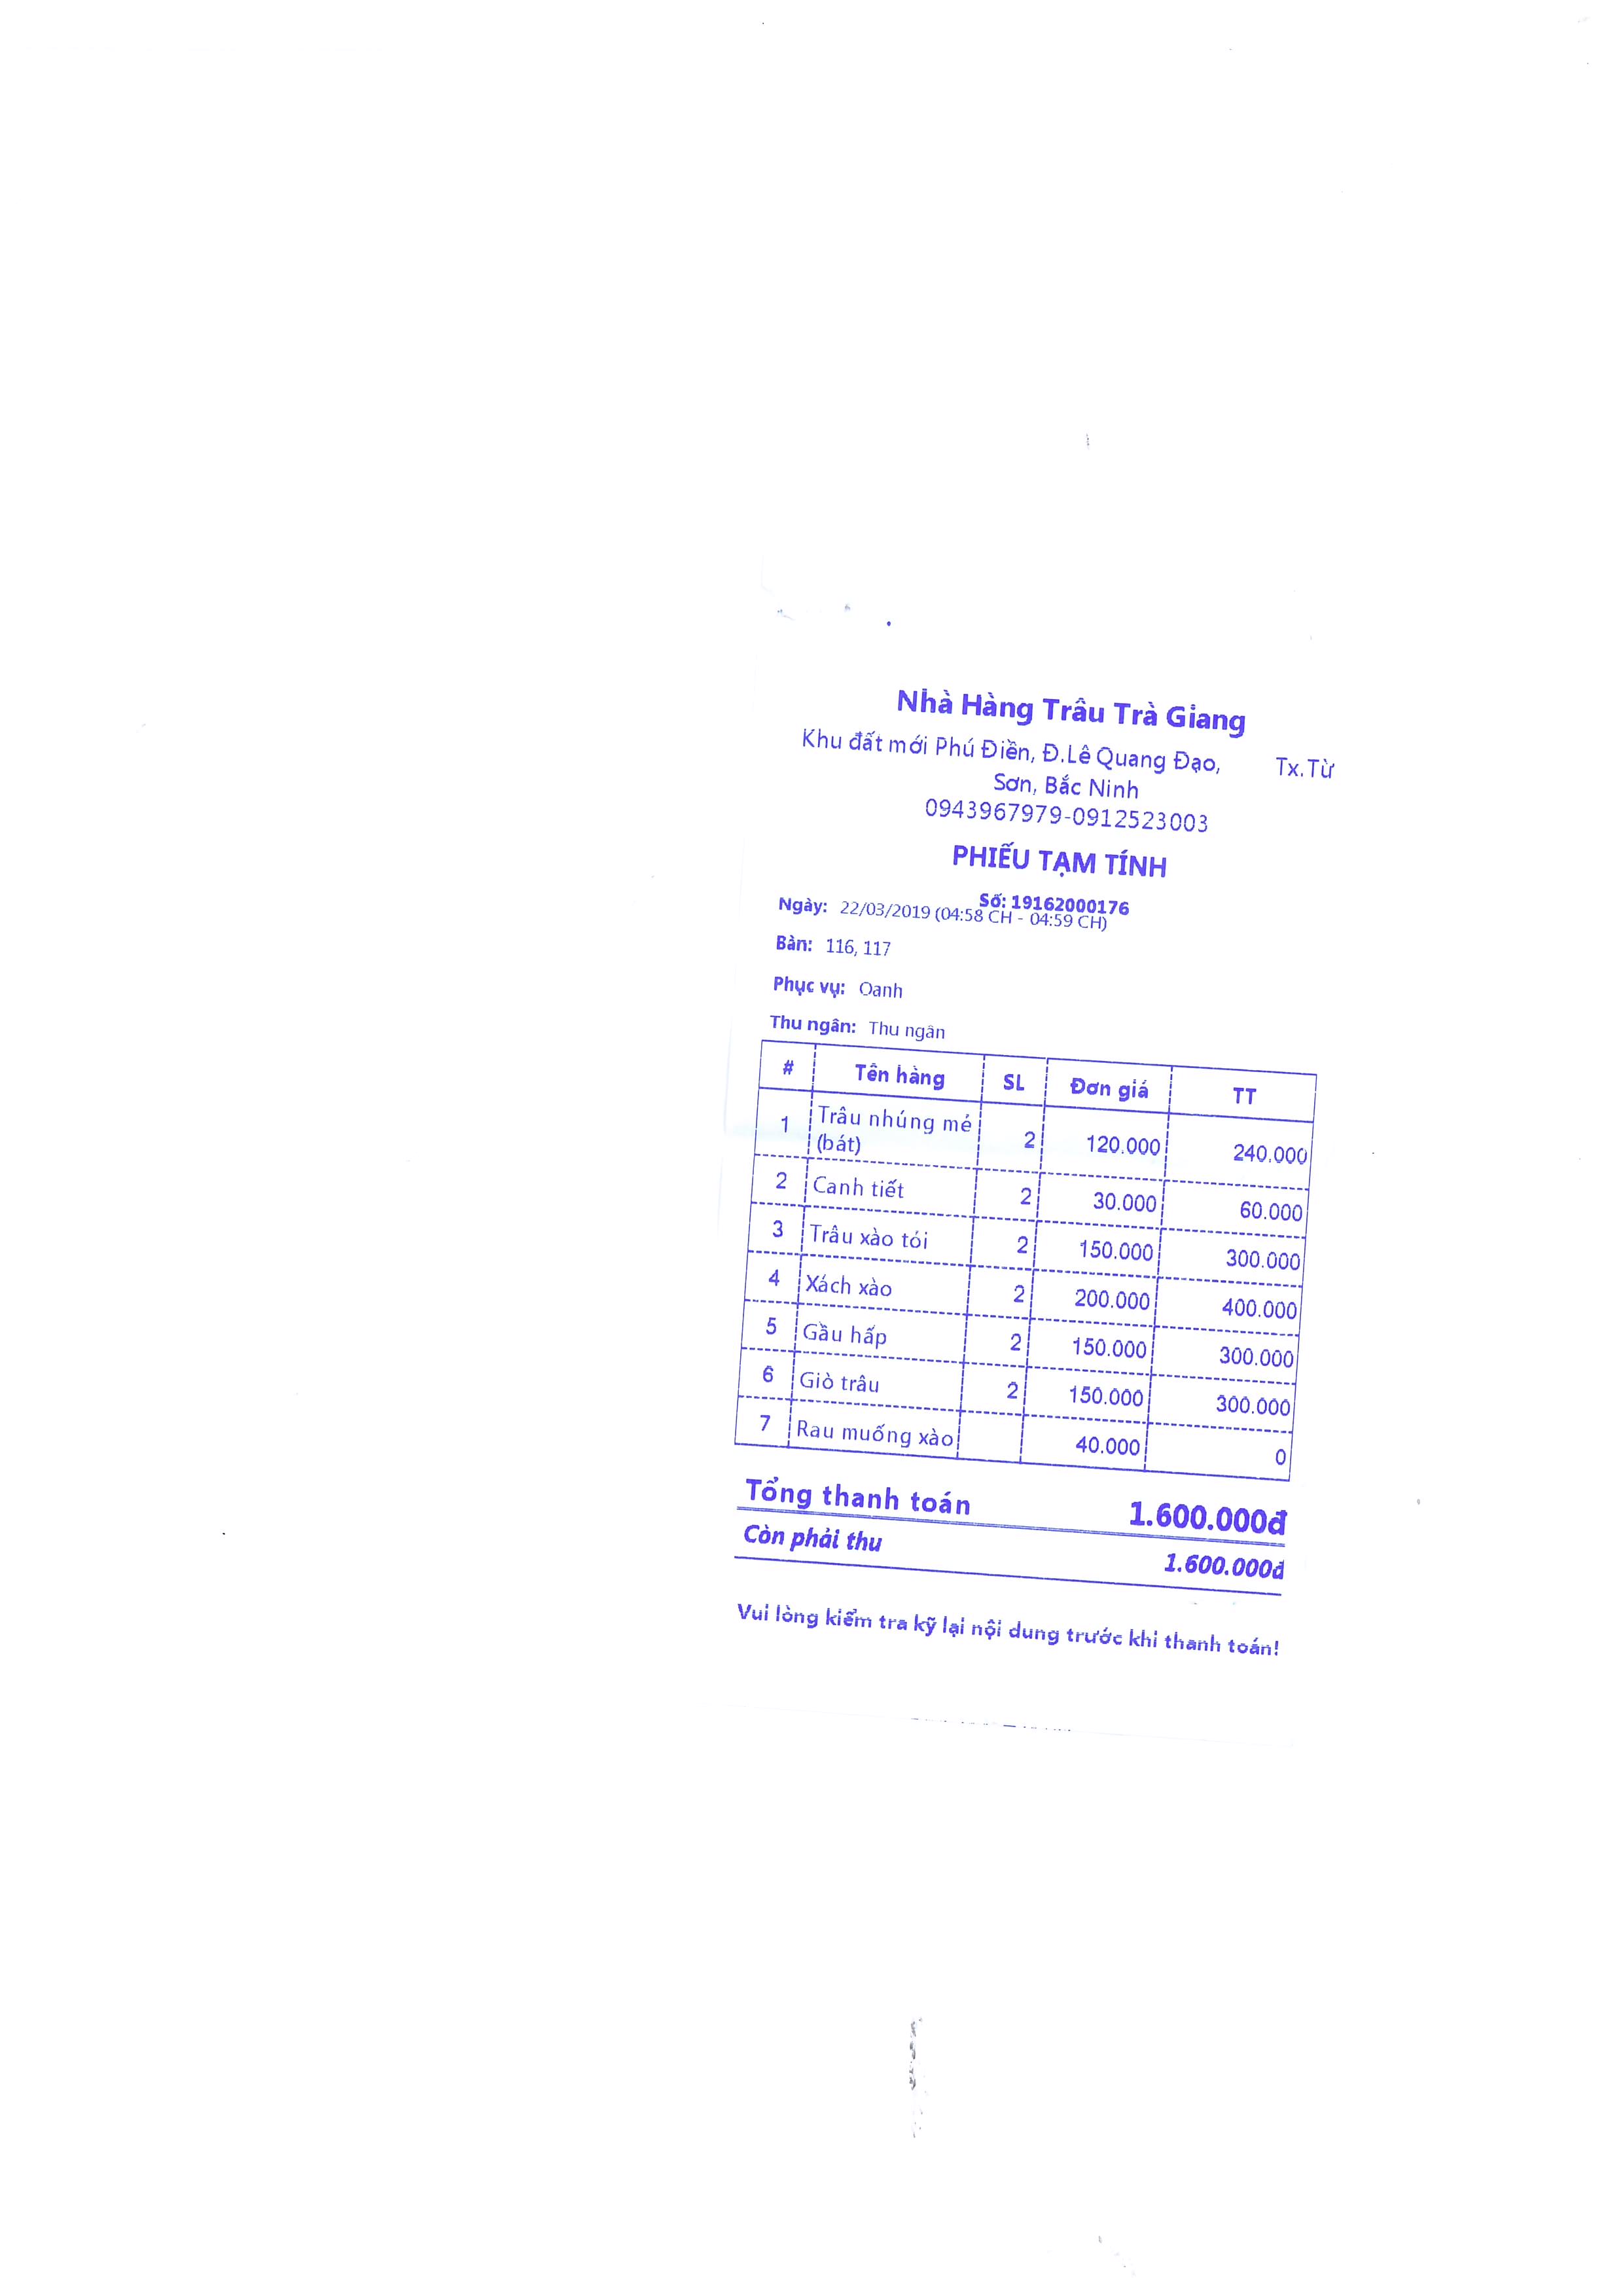 Nhà Hàng Trâu Trà Giang
Khu đất mới Phú Điền, Đ.Lê Quang Đạo, Tx.Từ
Sơn, Bắc Ninh
0943967979-0912523003
PHIẾU TẠM TÍNH
Số: 19162000176
Ngày: 22/03/2019 (04:58 CH - 04:59 CH)
Bàn: 116, 117
Phục vụ: Oanh
Thu ngân: Thu ngân
# Tên hàng SL Đơn giá TT
1 Trâu nhúng mẻ
(bát) 2 120.000 240.000
2 Canh tiết 2 30.000 60.000
3 Trâu xào tỏi 2 150.000 300.000
4 Xách xào 2 200.000 400.000
5 Gầu hấp 2 150.000 300.000
6 Giò trâu 2 150.000 300.000
7 Rau muống xào 40.000 0
Tổng thanh toán 1.600.000đ
Còn phải thu 1.600.000đ
Vui lòng kiểm tra kỹ lại nội dung trước khi thanh toán!